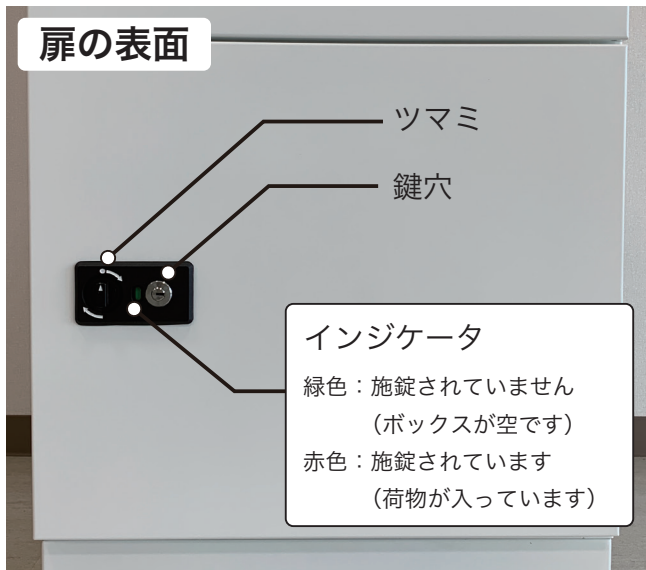 扉の表面
ツマミ
鍵穴
インジケータ
緑色：施錠されていません
（ボックスが空です）
赤色：施錠されています
（荷物が入っています）